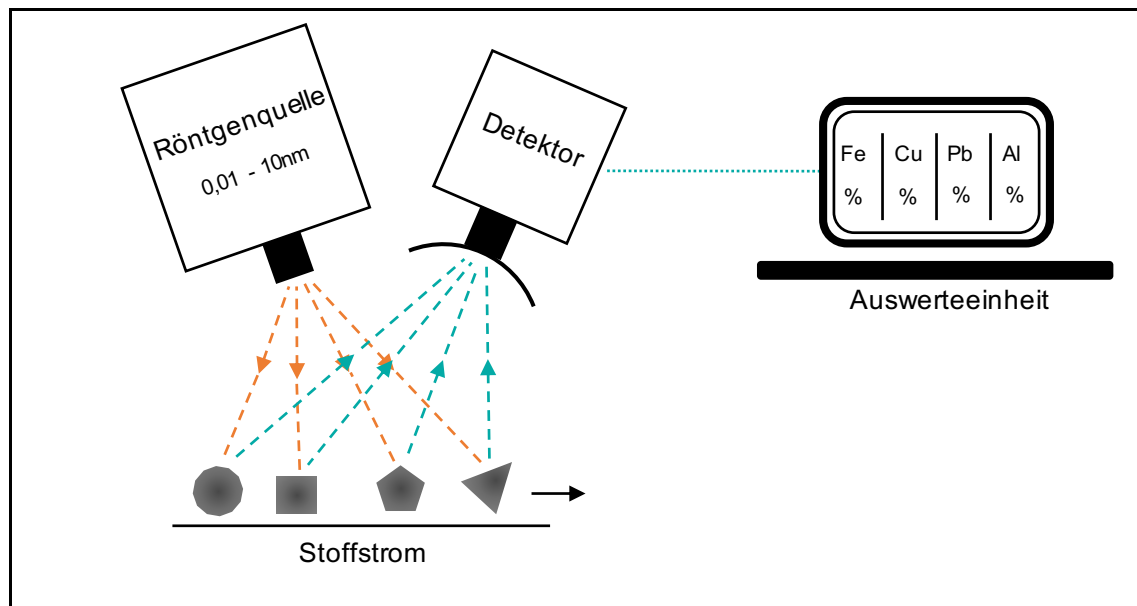 Röntgenquelle
0,01 - 10nm
Detektor
Fe Cu Pb Al
% % % %
Auswerteeinheit
Stoffstrom